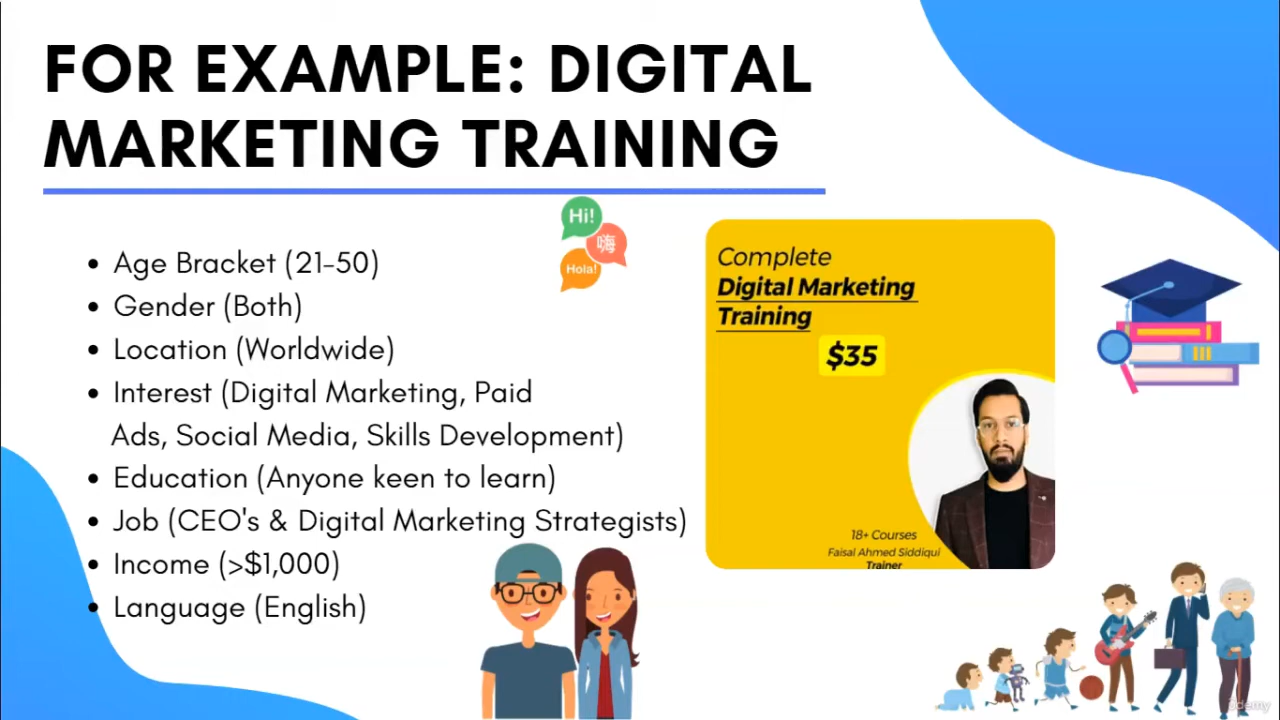 FOR EXAMPLE: DIGITAL
MARKETING TRAINING
Hi!
嗨
Hola!
• Age Bracket (21-50)
• Gender (Both)
• Location (Worldwide)
• Interest (Digital Marketing, Paid
Ads, Social Media, Skills Development)
• Education (Anyone keen to learn)
• Job (CEO's & Digital Marketing Strategists)
• Income (>$1,000)
• Language (English)
Complete
Digital Marketing
Training
$35
18+ Courses
Faisal Ahmed Siddiqui
Trainer
ûdemy